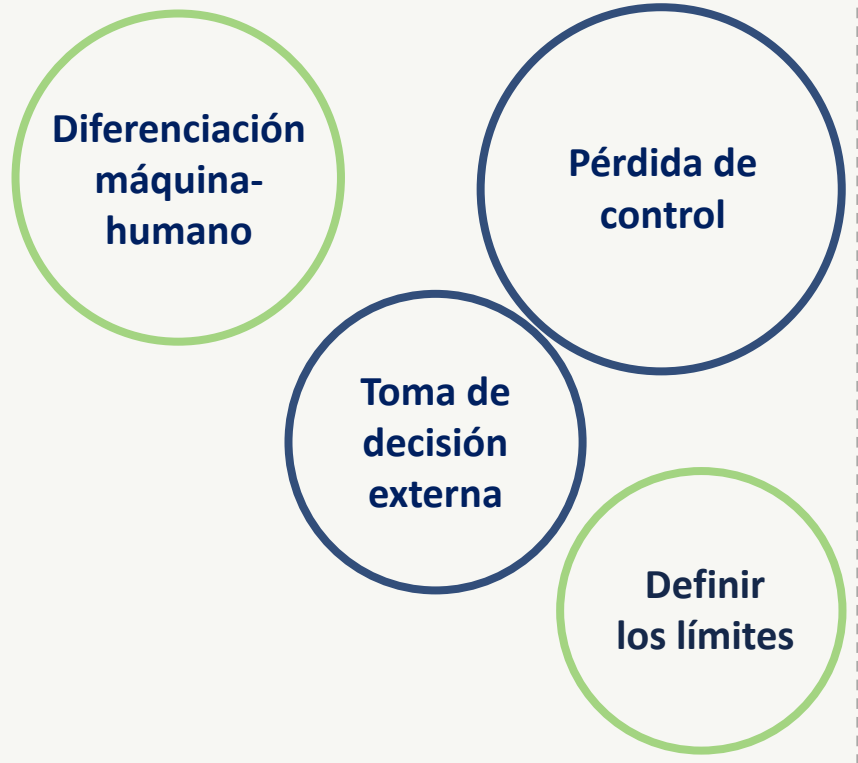 Diferenciación
máquina-
humano
Pérdida de
control
Toma de
decisión
externa
Definir
los límites